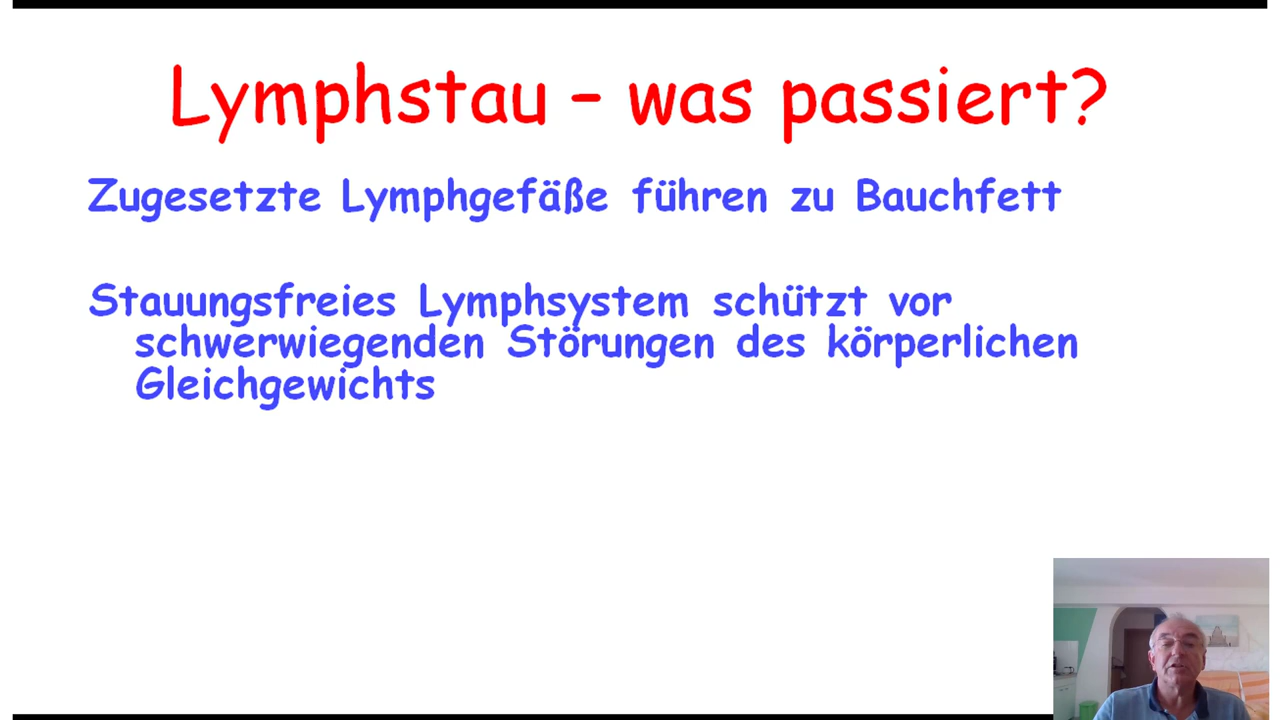 Lymphstau – was passiert?
Zugesetzte Lymphgefäße führen zu Bauchfett
Stauungsfreies Lymphsystem schützt vor
schwerwiegenden Störungen des körperlichen
Gleichgewichts